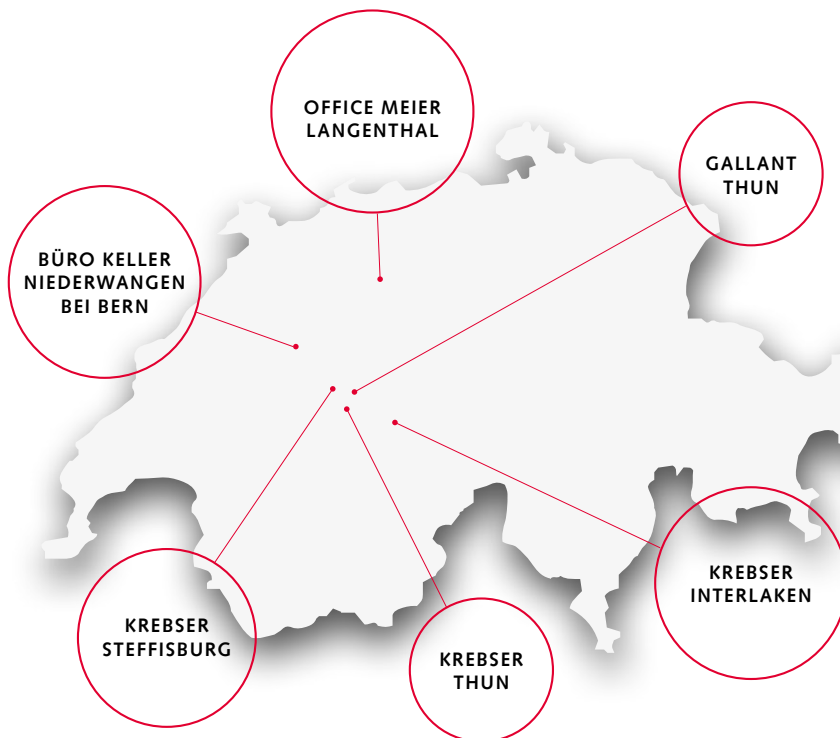 OFFICE MEIER
LANGENTHAL
GALLANT
THUN
BÜRO KELLER
NIEDERWANGEN
BEI BERN
KREBSER
INTERLAKEN
KREBSER
STEFFISBURG
KREBSER
THUN